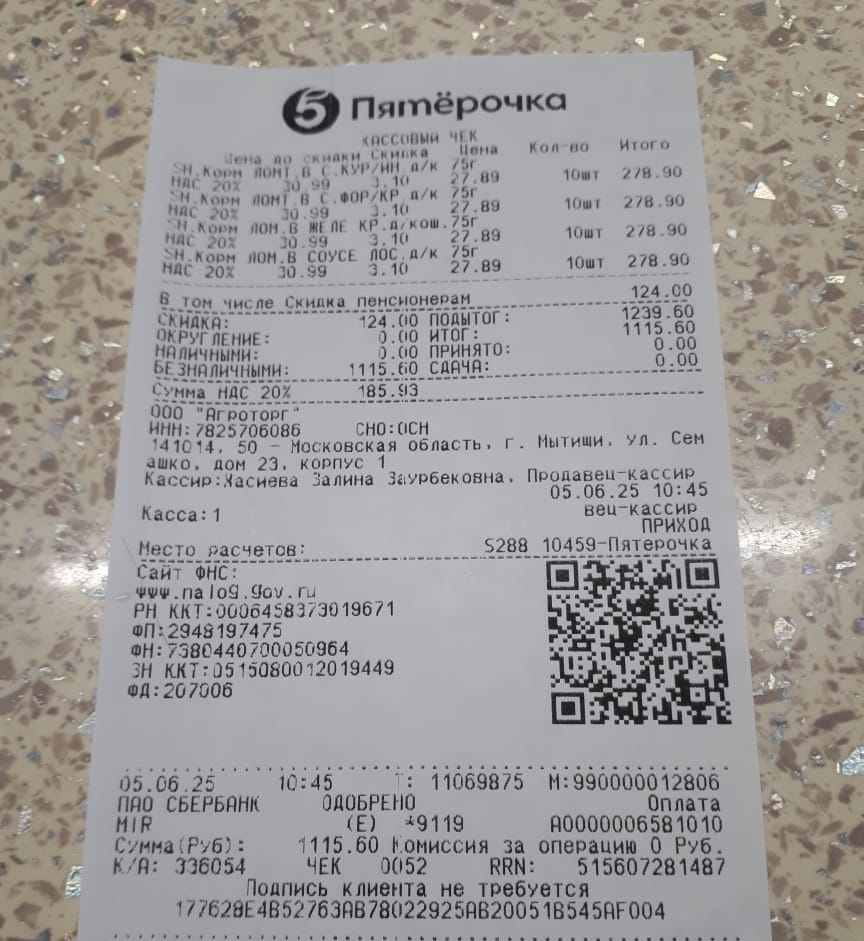 5 Пятёрочка
КАССОВЫЙ ЧЕК
Цена до скидки Скидка Цена Кол-во Итого
SH.Корм ЛОМТ.В С.КУР/ИН д/к 75г
НДС 20% 30.99 3.10 27.89 10шт 278.90
SH.Корм ЛОМТ.В С.ФОР/КР д/к 75г
НДС 20% 30.99 3.10 27.89 10шт 278.90
SH.Корм ЛОМ.В ЖЕЛЕ КР.д/кош.75г
НДС 20% 30.99 3.10 27.89 10шт 278.90
SH.Корм ЛОМ.В СОУСЕ ЛОС.д/к 75г
НДС 20% 30.99 3.10 27.89 10шт 278.90
В том числе Скидка пенсионерам 124.00
СКИДКА: 124.00 ПОДЫТОГ: 1239.60
ОКРУГЛЕНИЕ: 0.00 ИТОГ: 1115.60
НАЛИЧНЫМИ: 0.00 ПРИНЯТО: 0.00
БЕЗНАЛИЧНЫМИ: 1115.60 СДАЧА: 0.00
Сумма НДС 20% 185.93
ООО "Агроторг"
ИНН:7825706086 СНО:ОСН
141014, 50 - Московская область, г. Мытищи, ул. Сем
ашко, дом 23, корпус 1
Кассир:Хасиева Залина Заурбековна, Продавец-кассир
05.06.25 10:45
Касса:1 вец-кассир
ПРИХОД
Место расчетов: S288 10459-Пятерочка
Сайт ФНС:
www.nalog.gov.ru
РН ККТ:0006458373019671
ФП:2948197475
ФН:7380440700050964
ЗН ККТ:0515080012019449
ФД:207006
05.06.25 10:45 Т: 11069875 М:990000012806
ПАО СБЕРБАНК ОДОБРЕНО Оплата
MIR (E) *9119 A0000006581010
Сумма(Руб): 1115.60 Комиссия за операцию 0 Руб.
К/А: 336054 ЧЕК 0052 RRN: 515607281487
Подпись клиента не требуется
177628E4B52763AB78022925AB20051B545AF004